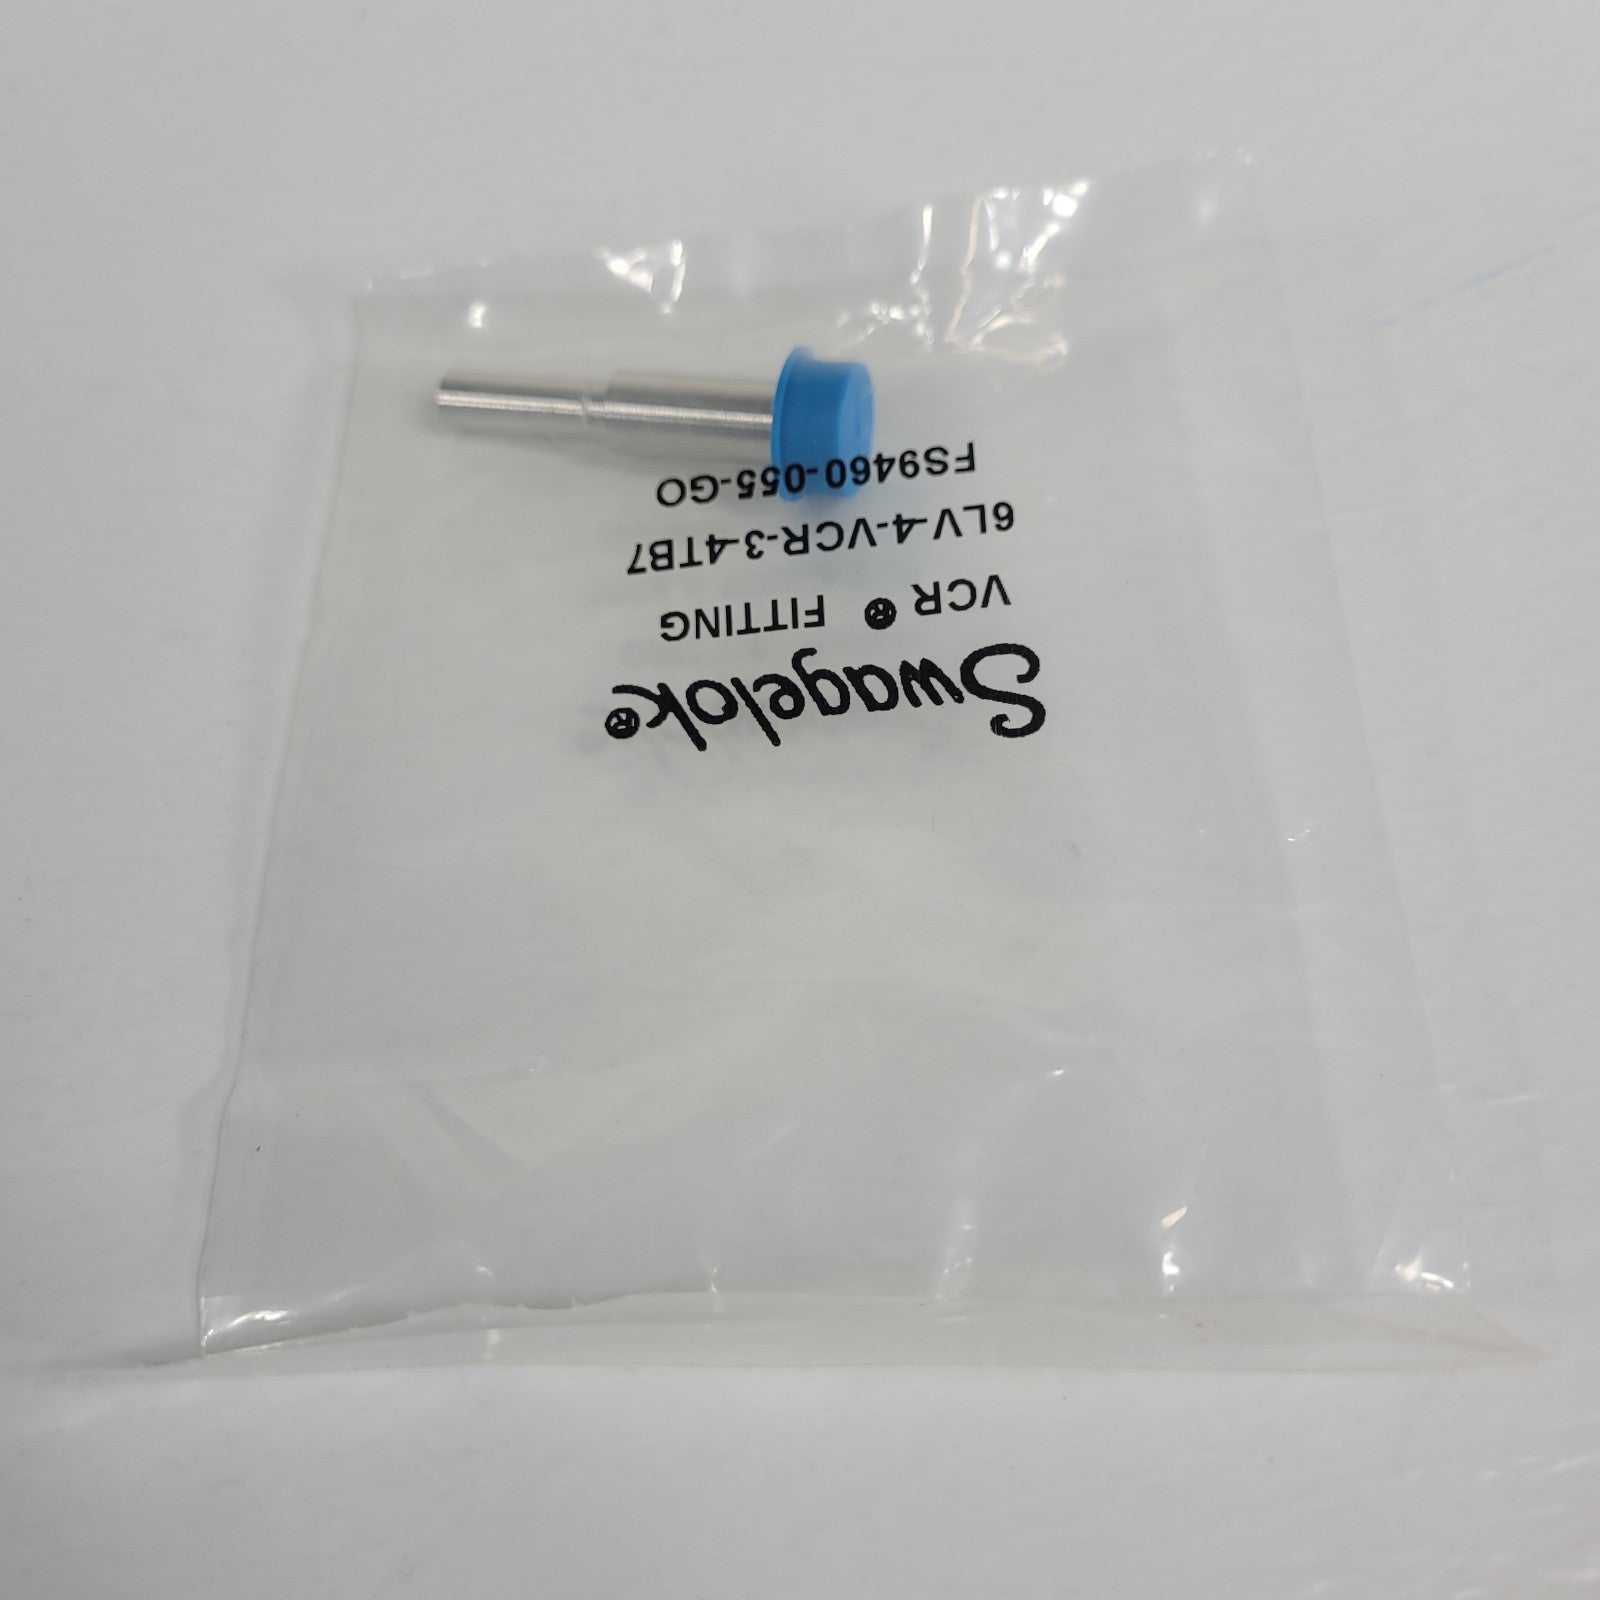 Swagelok®
VCR® FITTING
6LV-4-VCR-3-4TB7
FS9460-055-GO